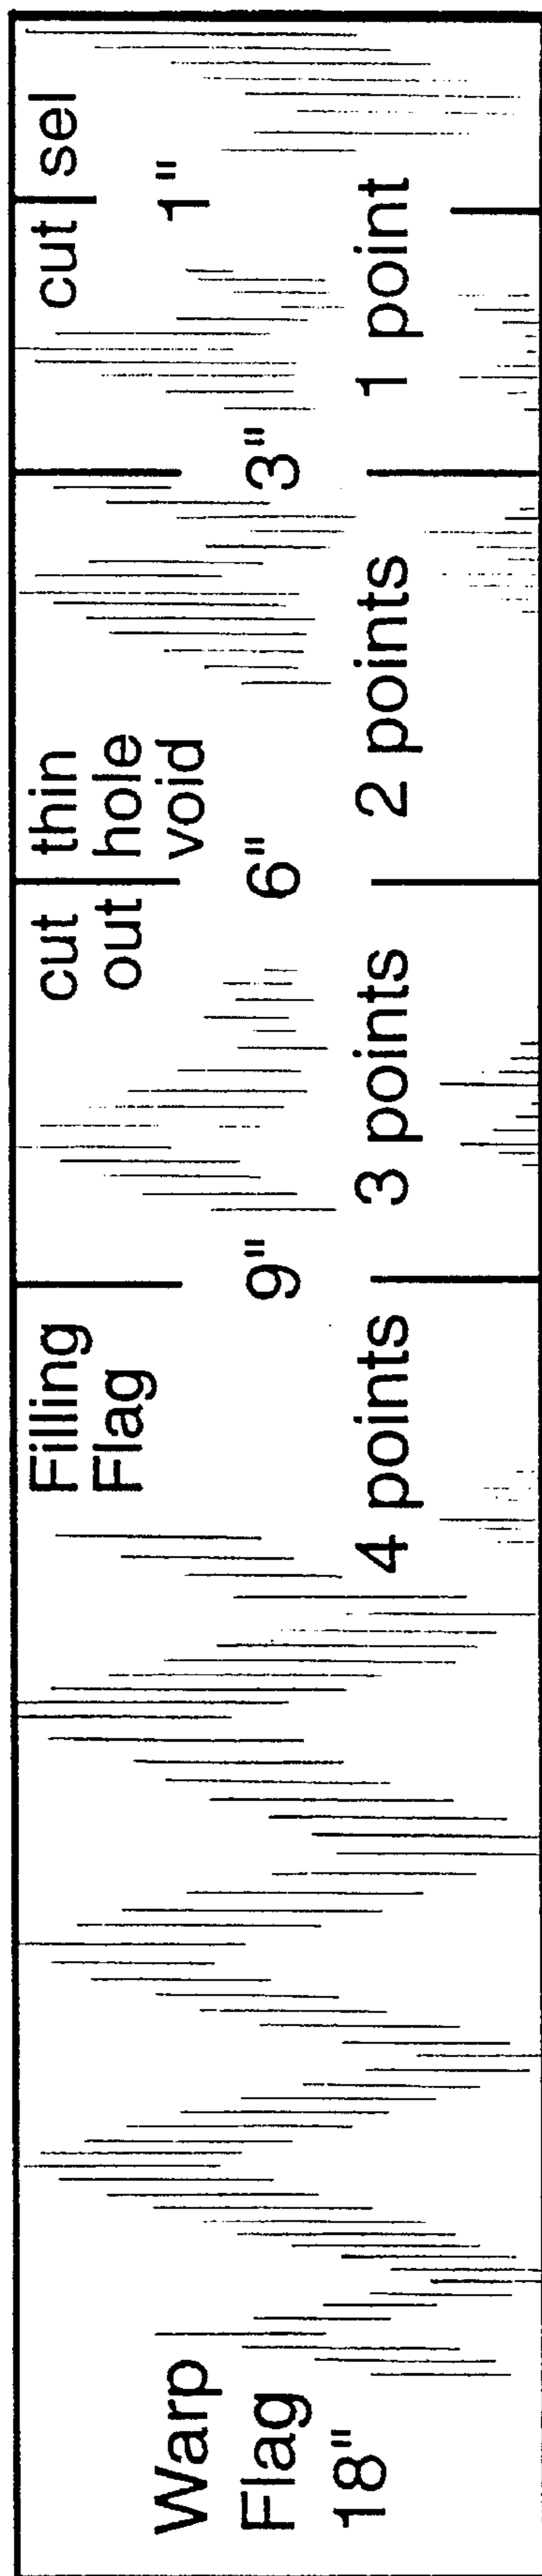 Warp
Flag
18"
Filling
Flag
4 points
9"
cut
out
3 points
6"
thin
hole
void
2 points
3"
cut
1 point
1"
sel